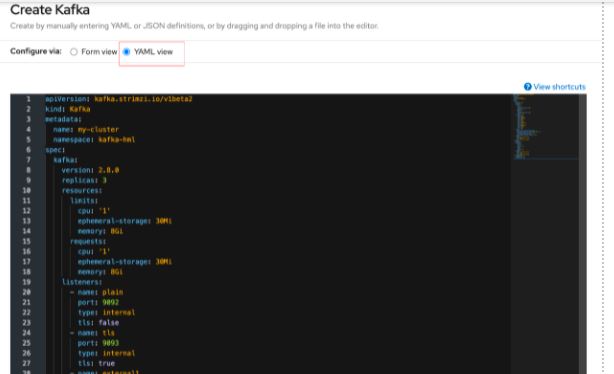 Create Kafka
Create by manually entering YAML or JSON definitions, or by dragging and dropping a file into the editor.
Configure via: Form view YAML view
View shortcuts
1 apiVersion: kafka.strimzi.io/v1beta2
2 kind: Kafka
3 metadata:
4 name: my-cluster
5 namespace: kafka-hml
6 spec:
7 kafka:
8 version: 2.8.0
9 replicas: 3
10 resources:
11 limits:
12 cpu: '1'
13 ephemeral-storage: 30Mi
14 memory: 8Gi
15 requests:
16 cpu: '1'
17 ephemeral-storage: 30Mi
18 memory: 8Gi
19 listeners:
20 - name: plain
21 port: 9092
22 type: internal
23 tls: false
24 - name: tls
25 port: 9093
26 type: internal
27 tls: true
28 - name: external1